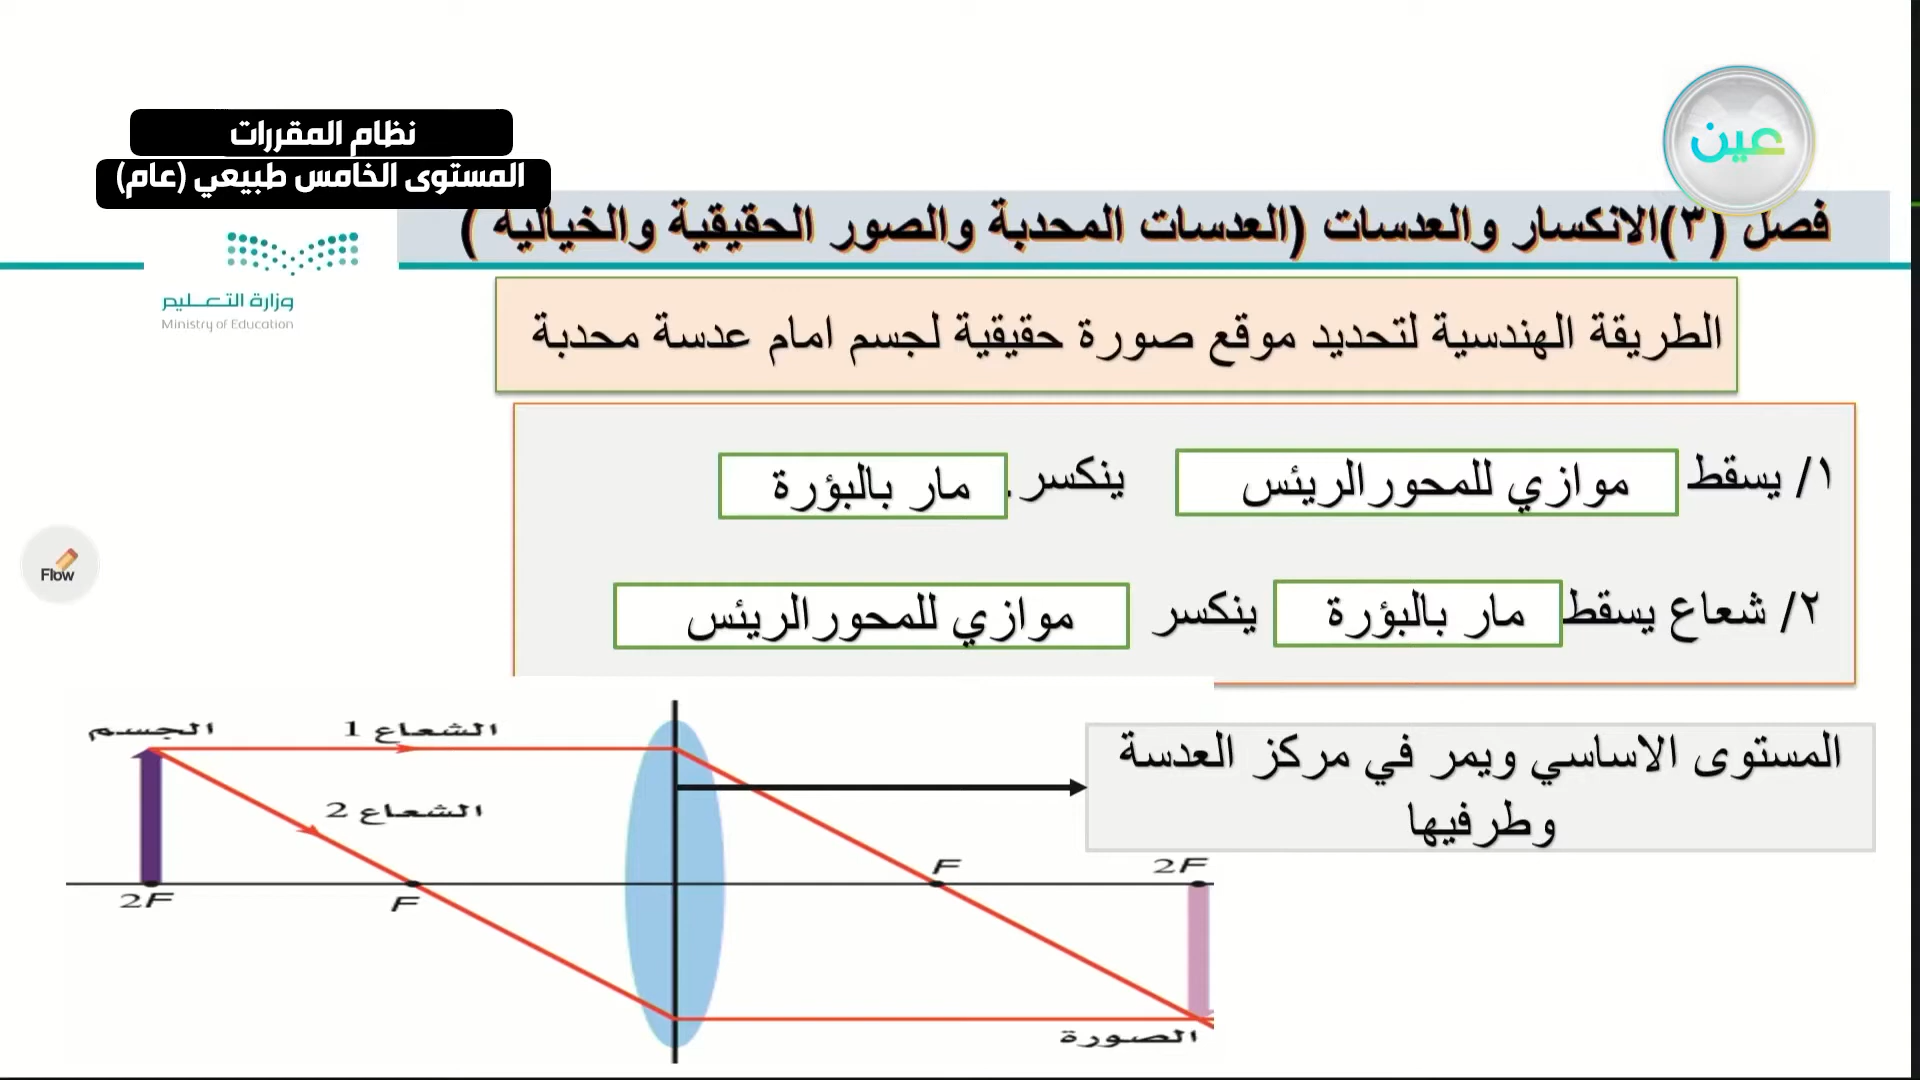 نظام المقررات
المستوى الخامس طبيعي (عام)
عين
فصل (٣)الانكسار والعدسات (العدسات المحدبة والصور الحقيقية والخيالية )
وزارة التعليم
Ministry of Education
الطريقة الهندسية لتحديد موقع صورة حقيقية لجسم امام عدسة محدبة
١/ يسقط موازي للمحور الريئس ينكسر. مار بالبؤرة
٢/ شعاع يسقط مار بالبؤرة ينكسر موازي للمحور الريئس
Flow
المستوى الاساسي ويمر في مركز العدسة
وطرفيها
الجسم
الشعاع 1
الشعاع 2
2F
F
F
2F
الصورة